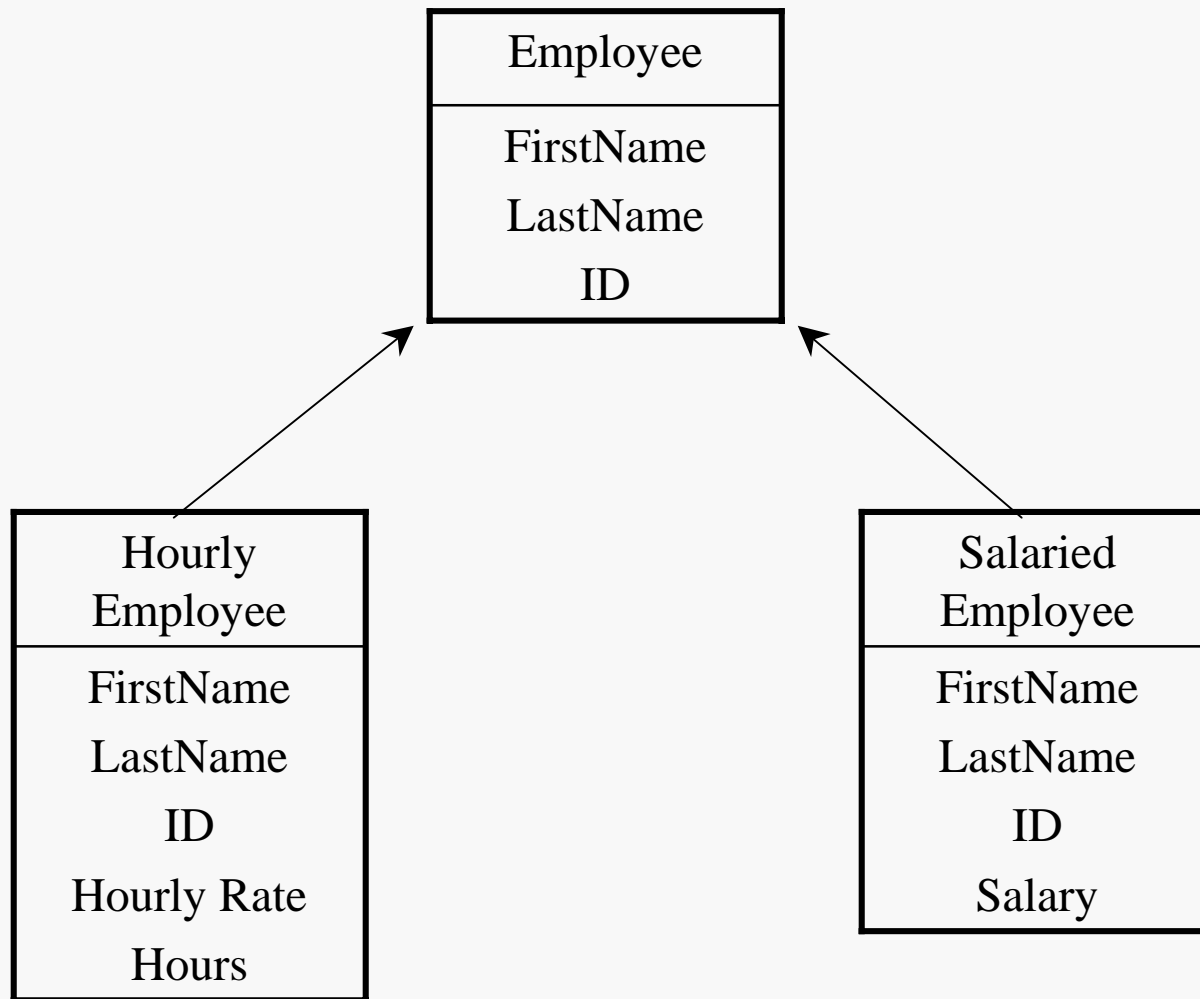 Employee
FirstName
LastName
ID
Hourly
Employee
FirstName
LastName
ID
Hourly Rate
Hours
Salaried
Employee
FirstName
LastName
ID
Salary